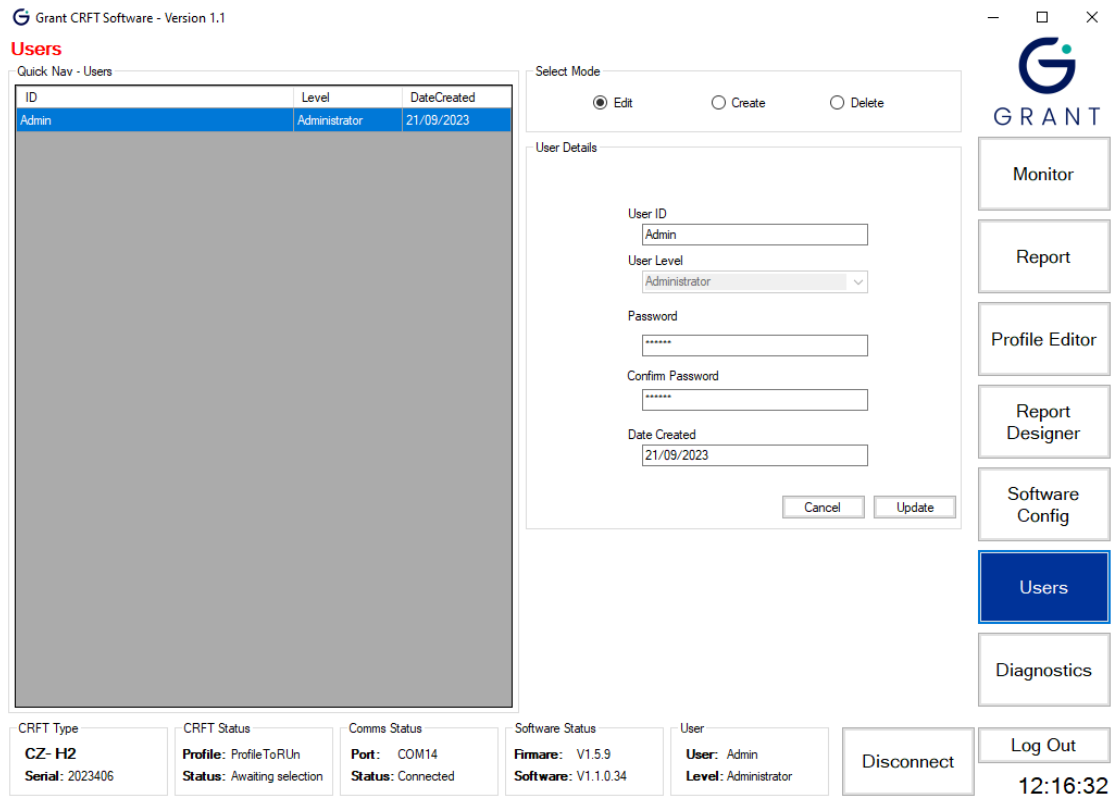 Grant CRFT Software - Version 1.1
Users
Quick Nav - Users
ID Level DateCreated
Admin Administrator 21/09/2023
Select Mode
Edit Create Delete
User Details
User ID
Admin
User Level
Administrator
Password
******
Confirm Password
******
Date Created
21/09/2023
Cancel Update
GRANT
Monitor
Report
Profile Editor
Report
Designer
Software
Config
Users
Diagnostics
CRFT Type
CZ- H2
Serial: 2023406
CRFT Status
Profile: ProfileToRUn
Status: Awaiting selection
Comms Status
Port: COM14
Status: Connected
Software Status
Firmare: V1.5.9
Software: V1.1.0.34
User
User: Admin
Level: Administrator
Disconnect
Log Out
12:16:32